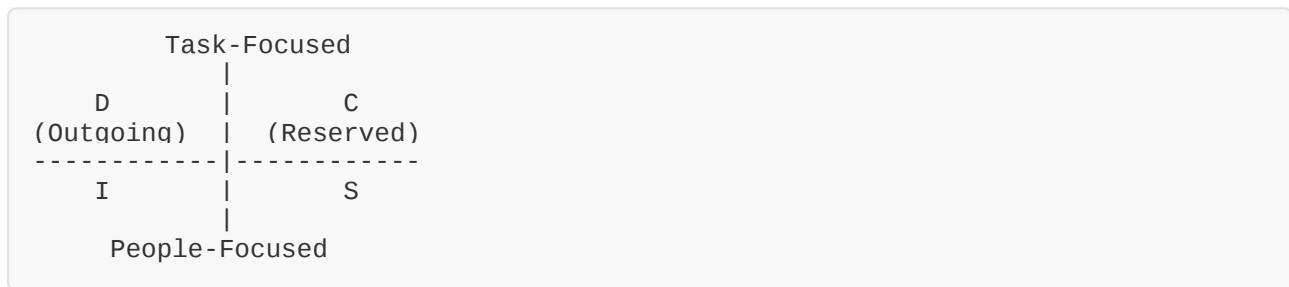 Task-Focused
|
D | C
(Outgoing) | (Reserved)
------------|------------
I | S
|
People-Focused